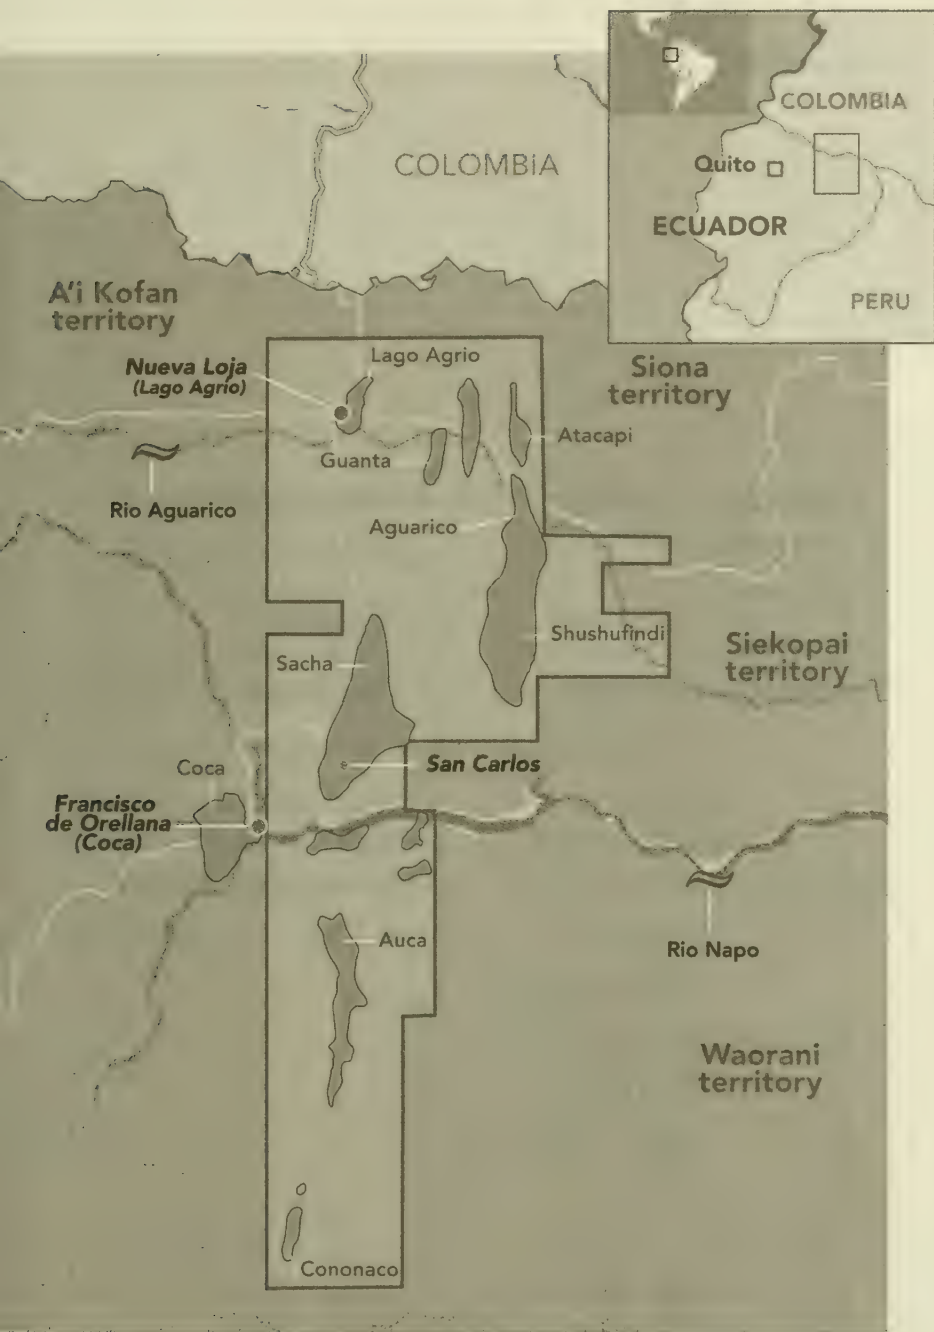 COLOMBIA
Quito
ECUADOR
PERU
COLOMBIA
A'i Kofan
territory
Lago Agrio
Nueva Loja
(Lago Agrio)
Siona
territory
Atacapi
Guanta
Rio Aguarico
Aguarico
Shushufindi
Sacha
Siekopai
territory
San Carlos
Coca
Francisco
de Orellana
(Coca)
Auca
Rio Napo
Waorani
territory
Cononaco